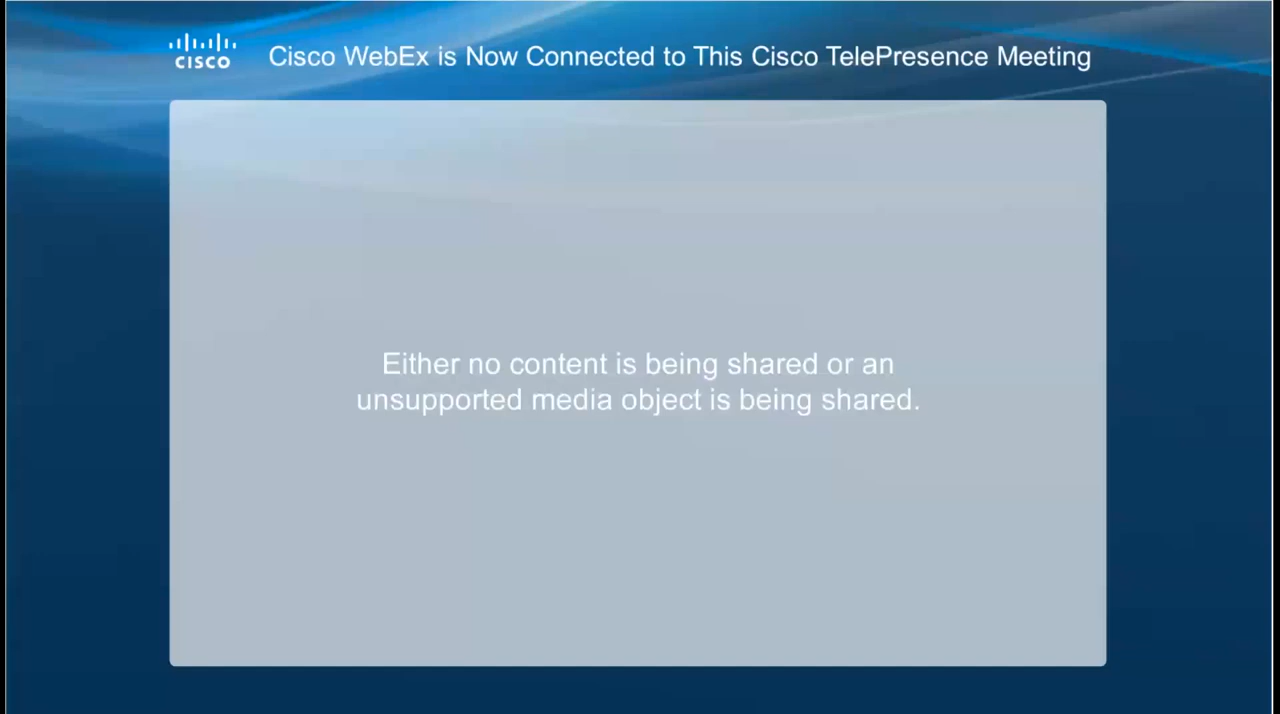 CISCO
Cisco WebEx is Now Connected to This Cisco TelePresence Meeting
Either no content is being shared or an
unsupported media object is being shared.